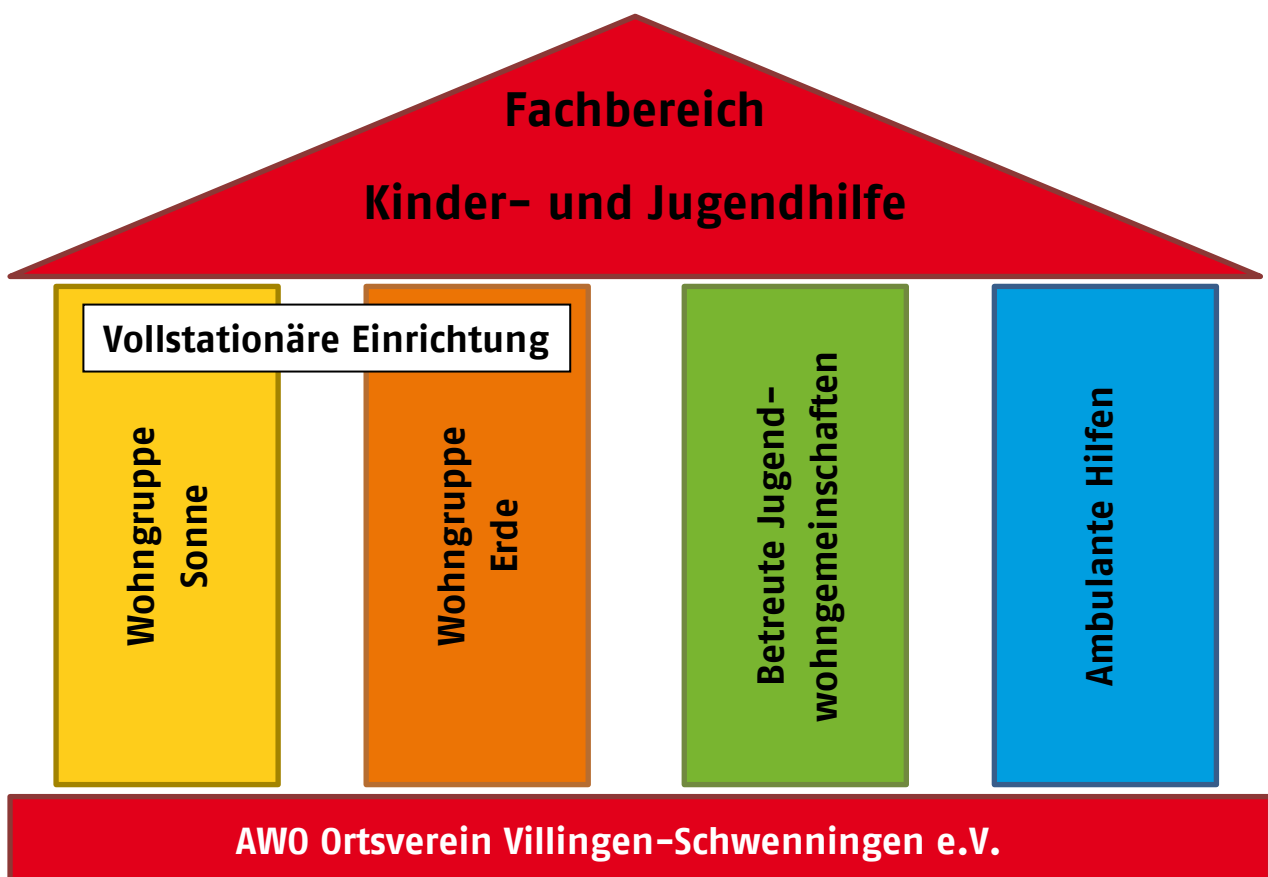 Fachbereich
Kinder- und Jugendhilfe
Vollstationäre Einrichtung
Wohngruppe
Sonne
Wohngruppe
Erde
Betreute Jugend-
wohngemeinschaften
Ambulante Hilfen
AWO Ortsverein Villingen-Schwenningen e.V.